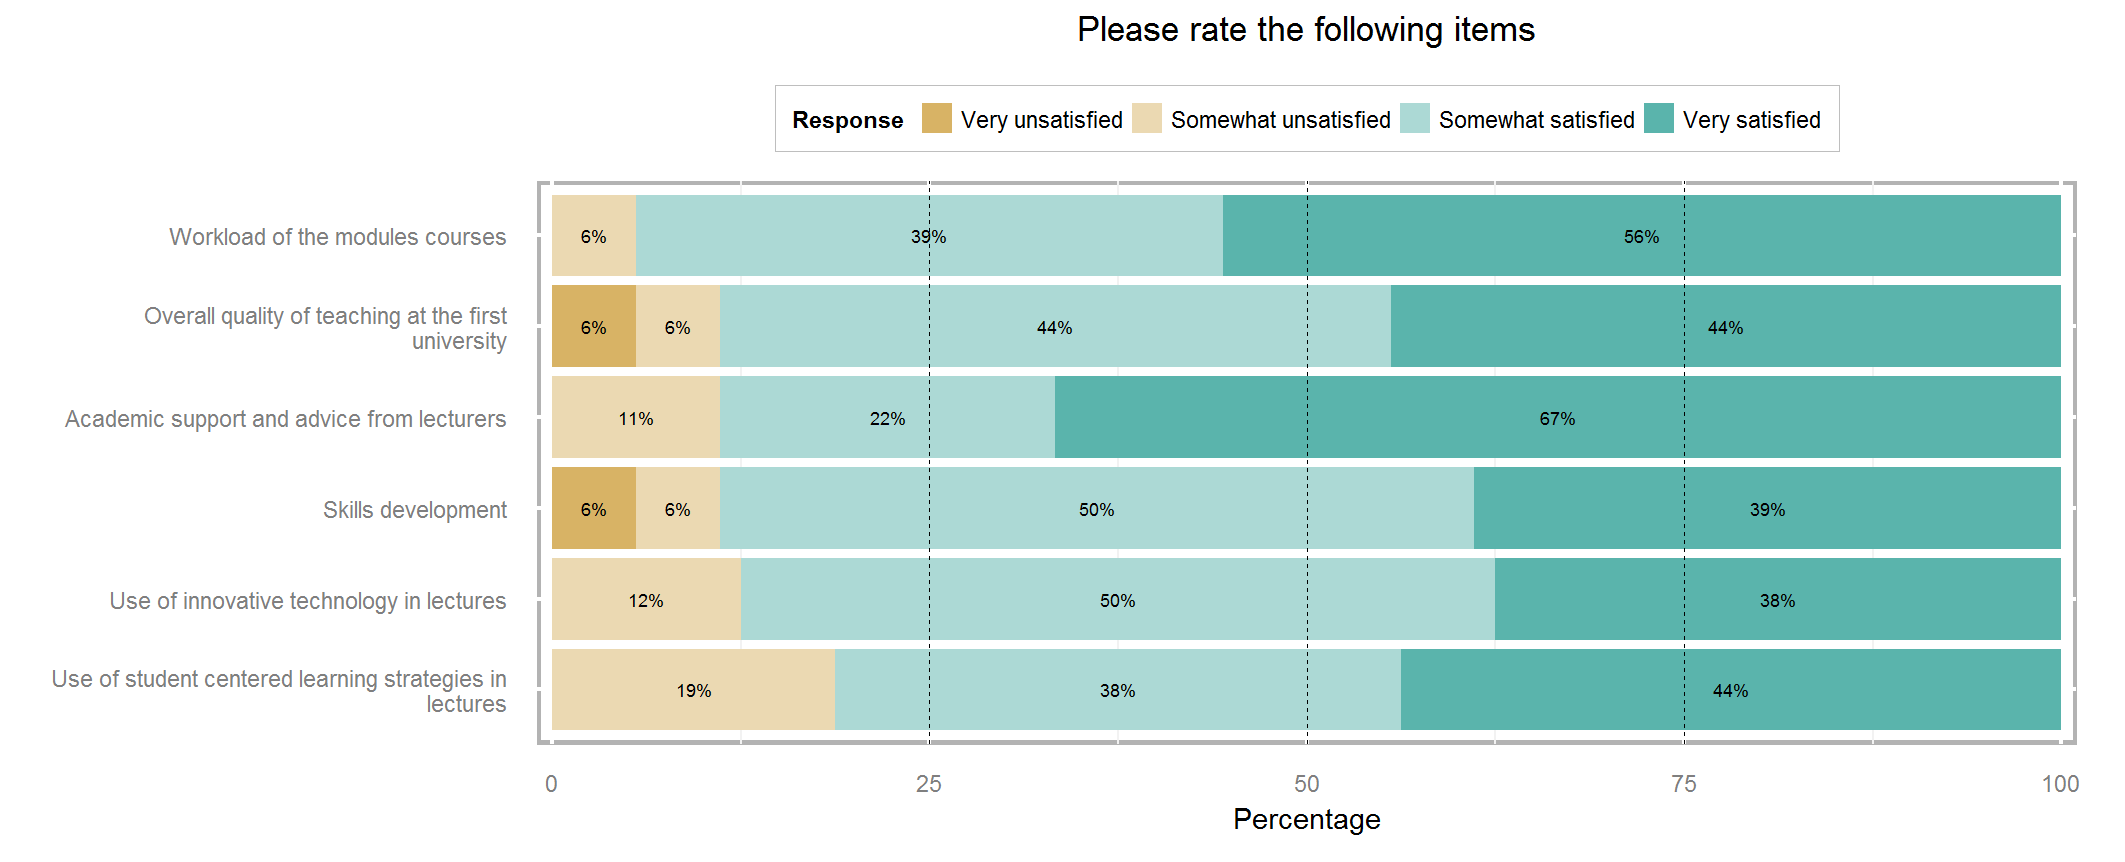 Please rate the following items
Response Very unsatisfied Somewhat unsatisfied Somewhat satisfied Very satisfied
Workload of the modules courses 6% 39% 56%
Overall quality of teaching at the first
university
6% 6% 44% 44%
Academic support and advice from lecturers 11% 22% 67%
Skills development 6% 6% 50% 39%
Use of innovative technology in lectures 12% 50% 38%
Use of student centered learning strategies in
lectures
19% 38% 44%
0 25 50 75 100
Percentage